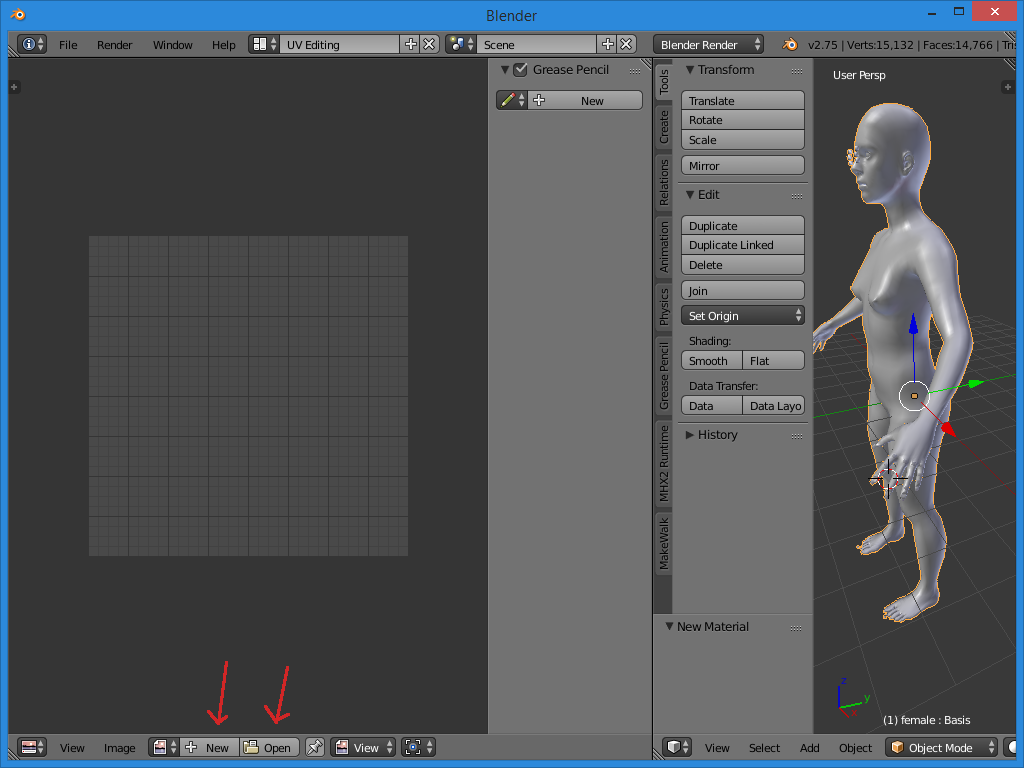 Blender
File Render Window Help UV Editing Scene Blender Render v2.75 | Verts:15,132 | Faces:14,766 |
Grease Pencil
New
Tools
Create
Relations
Animation
Physics
Grease Pencil
MHX2 Runtime
MakeWalk
Transform
Translate
Rotate
Scale
Mirror
Edit
Duplicate
Duplicate Linked
Delete
Join
Set Origin
Shading:
Smooth Flat
Data Transfer:
Data Data Layo
History
New Material
User Persp
z
y
(1) female : Basis
View Image New Open View
View Select Add Object Object Mode